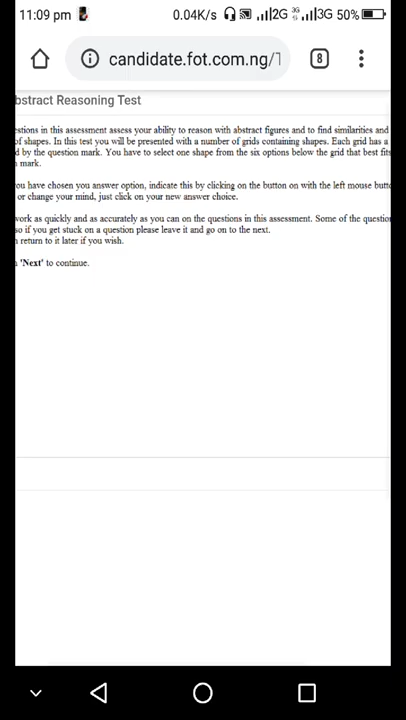 11:09 pm 0.04K/s 2G 3G 3G 50%
candidate.fot.com.ng/ 8
bstract Reasoning Test
estions in this assessment assess your ability to reason with abstract figures and to find similarities and
of shapes. In this test you will be presented with a number of grids containing shapes. Each grid has a
d by the question mark. You have to select one shape from the six options below the grid that best fits
mark.
ou have chosen you answer option, indicate this by clicking on the button on with the left mouse butto
or change your mind, just click on your new answer choice.
work as quickly and as accurately as you can on the questions in this assessment. Some of the question
so if you get stuck on a question please leave it and go on to the next.
return to it later if you wish.
'Next' to continue.